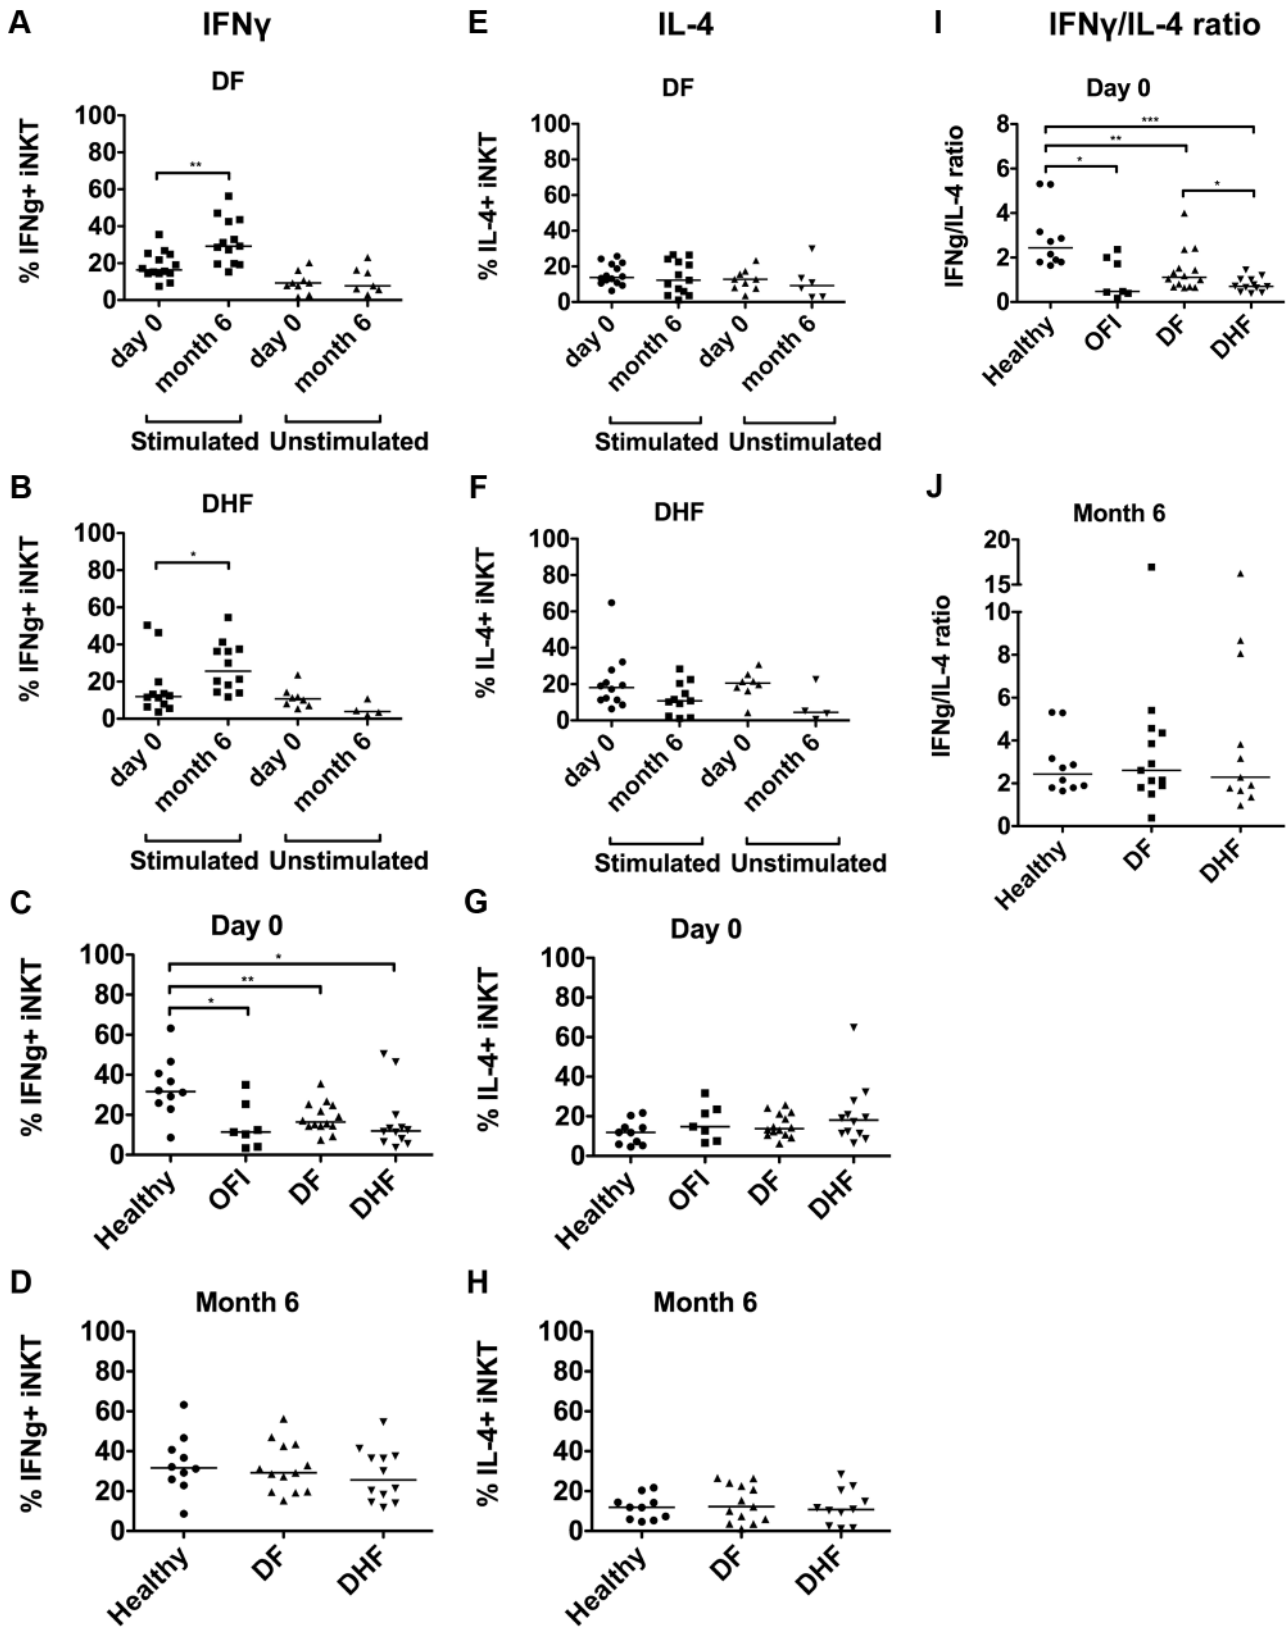 A IFNγ
DF
% IFNg+ iNKT
100
80
60
40
20
0
**
day 0
month 6
day 0
month 6
Stimulated Unstimulated
B
DHF
% IFNg+ iNKT
100
80
60
40
20
0
*
day 0
month 6
day 0
month 6
Stimulated Unstimulated
C
Day 0
% IFNg+ iNKT
100
80
60
40
20
0
*
**
*
Healthy
OFI
DF
DHF
D
Month 6
% IFNg+ iNKT
100
80
60
40
20
0
Healthy
DF
DHF
E IL-4
DF
% IL-4+ iNKT
100
80
60
40
20
0
day 0
month 6
day 0
month 6
Stimulated Unstimulated
F
DHF
% IL-4+ iNKT
100
80
60
40
20
0
day 0
month 6
day 0
month 6
Stimulated Unstimulated
G
Day 0
% IL-4+ iNKT
100
80
60
40
20
0
Healthy
OFI
DF
DHF
H
Month 6
% IL-4+ iNKT
100
80
60
40
20
0
Healthy
DF
DHF
I IFNγ/IL-4 ratio
Day 0
IFNg/IL-4 ratio
8
6
4
2
0
***
**
*
*
Healthy
OFI
DF
DHF
J
Month 6
IFNg/IL-4 ratio
20
15
10
8
6
4
2
0
Healthy
DF
DHF